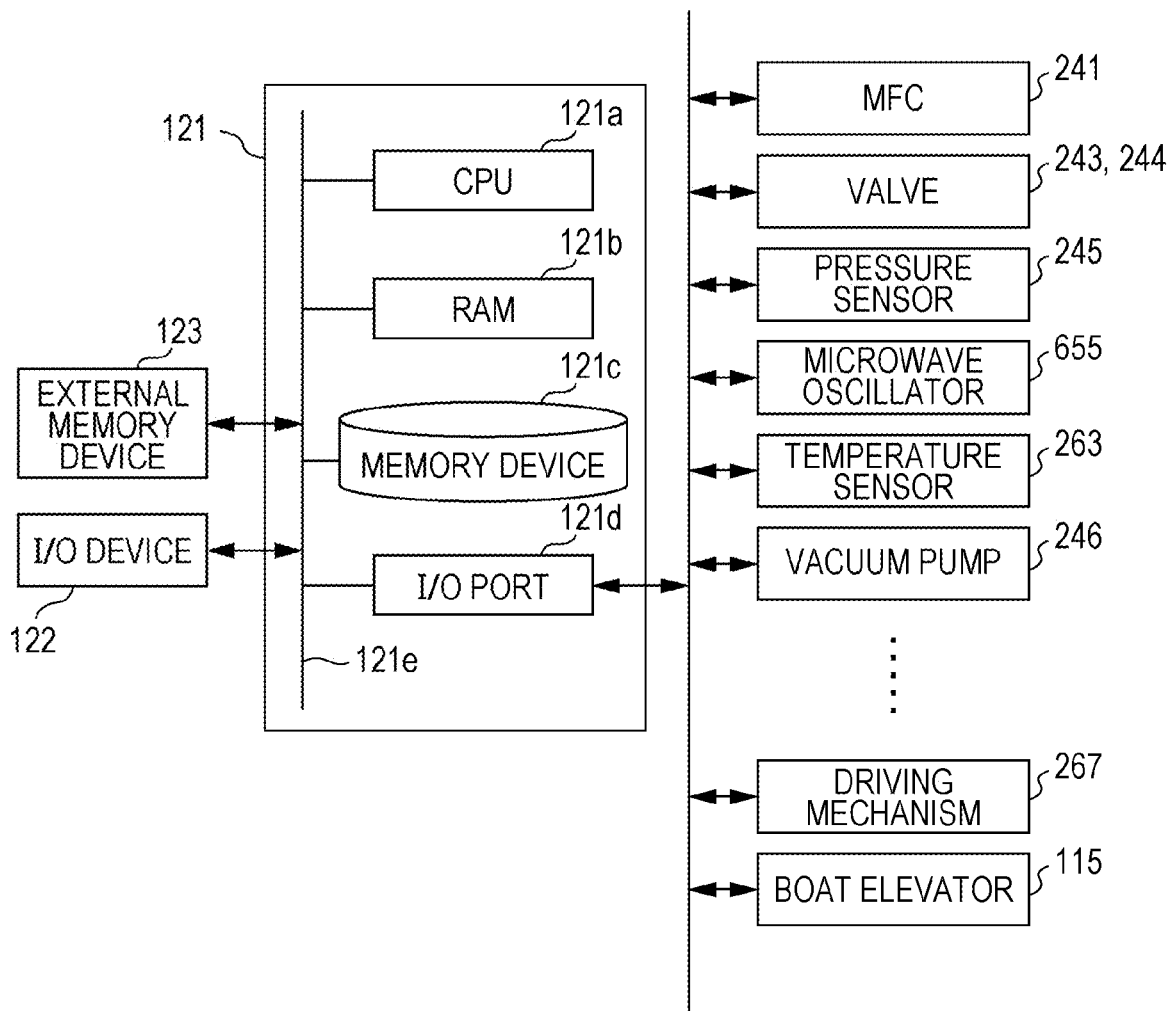 121
121a
CPU
121b
RAM
121c
MEMORY DEVICE
121d
I/O PORT
121e
123
EXTERNAL
MEMORY
DEVICE
I/O DEVICE
122
MFC
241
VALVE
243, 244
PRESSURE
SENSOR
245
MICROWAVE
OSCILLATOR
655
TEMPERATURE
SENSOR
263
VACUUM PUMP
246
DRIVING
MECHANISM
267
BOAT ELEVATOR
115